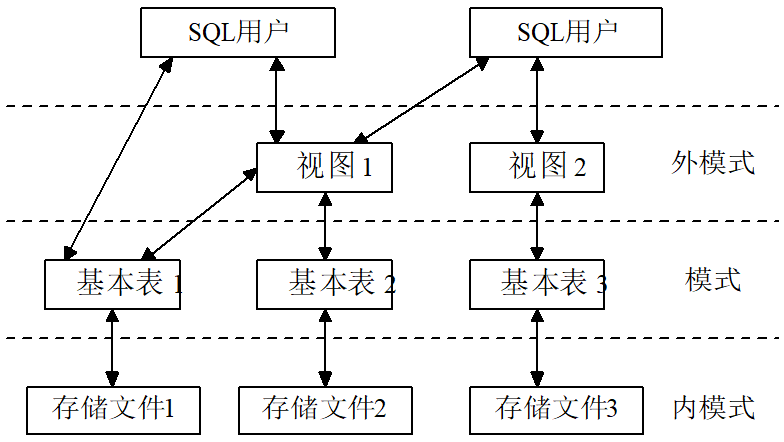 SQL用户
SQL用户
视图1
视图2
外模式
基本表1
基本表2
基本表3
模式
存储文件1
存储文件2
存储文件3
内模式